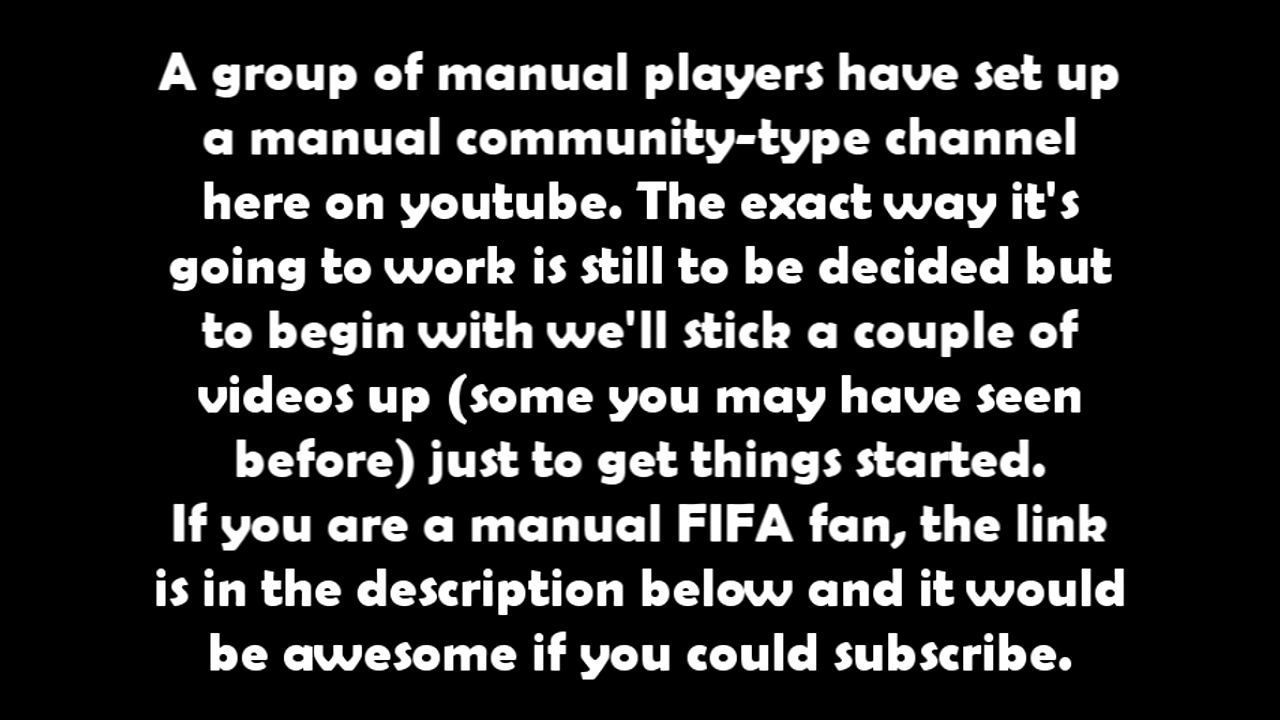 A group of manual players have set up
a manual community-type channel
here on youtube. The exact way it's
going to work is still to be decided but
to begin with we'll stick a couple of
videos up (some you may have seen
before) just to get things started.
If you are a manual FIFA fan, the link
is in the description below and it would
be awesome if you could subscribe.